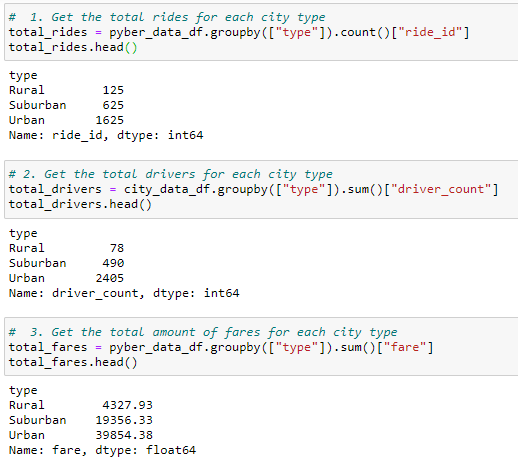 #  1. Get the total rides for each city type
total_rides = pyber_data_df.groupby(["type"]).count()["ride_id"]
total_rides.head()
type
Rural        125
Suburban     625
Urban       1625
Name: ride_id, dtype: int64
# 2. Get the total drivers for each city type
total_drivers = city_data_df.groupby(["type"]).sum()["driver_count"]
total_drivers.head()
type
Rural         78
Suburban     490
Urban       2405
Name: driver_count, dtype: int64
#  3. Get the total amount of fares for each city type
total_fares = pyber_data_df.groupby(["type"]).sum()["fare"]
total_fares.head()
type
Rural        4327.93
Suburban    19356.33
Urban       39854.38
Name: fare, dtype: float64